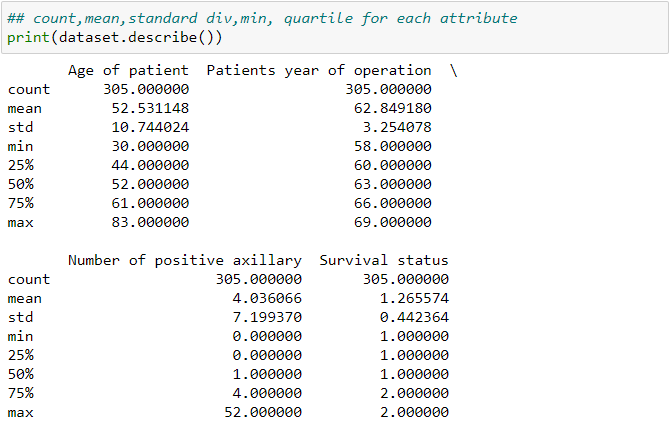 ## count,mean,standard div,min, quartile for each attribute
print(dataset.describe())
       Age of patient  Patients year of operation  \
count      305.000000                  305.000000
mean        52.531148                   62.849180
std         10.744024                    3.254078
min         30.000000                   58.000000
25%         44.000000                   60.000000
50%         52.000000                   63.000000
75%         61.000000                   66.000000
max         83.000000                   69.000000

       Number of positive axillary  Survival status
count                   305.000000       305.000000
mean                      4.036066         1.265574
std                       7.199370         0.442364
min                       0.000000         1.000000
25%                       0.000000         1.000000
50%                       1.000000         1.000000
75%                       4.000000         2.000000
max                      52.000000         2.000000